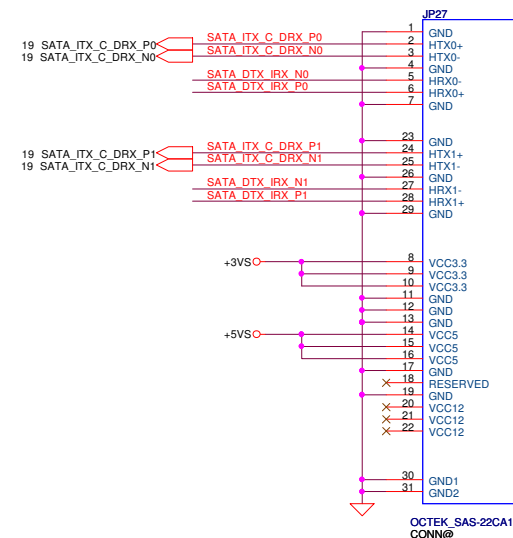 JP27
1 GND
19 SATA_ITX_C_DRX_P0 SATA_ITX_C_DRX_P0 2 HTX0+
19 SATA_ITX_C_DRX_N0 SATA_ITX_C_DRX_N0 3 HTX0-
4 GND
SATA_DTX_IRX_N0 5 HRX0-
SATA_DTX_IRX_P0 6 HRX0+
7 GND
23 GND
19 SATA_ITX_C_DRX_P1 SATA_ITX_C_DRX_P1 24 HTX1+
19 SATA_ITX_C_DRX_N1 SATA_ITX_C_DRX_N1 25 HTX1-
26 GND
SATA_DTX_IRX_N1 27 HRX1-
SATA_DTX_IRX_P1 28 HRX1+
29 GND
+3VS 8 VCC3.3
9 VCC3.3
10 VCC3.3
11 GND
12 GND
13 GND
+5VS 14 VCC5
15 VCC5
16 VCC5
17 GND
18 RESERVED
19 GND
20 VCC12
21 VCC12
22 VCC12
30 GND1
31 GND2
OCTEK_SAS-22CA1
CONN@